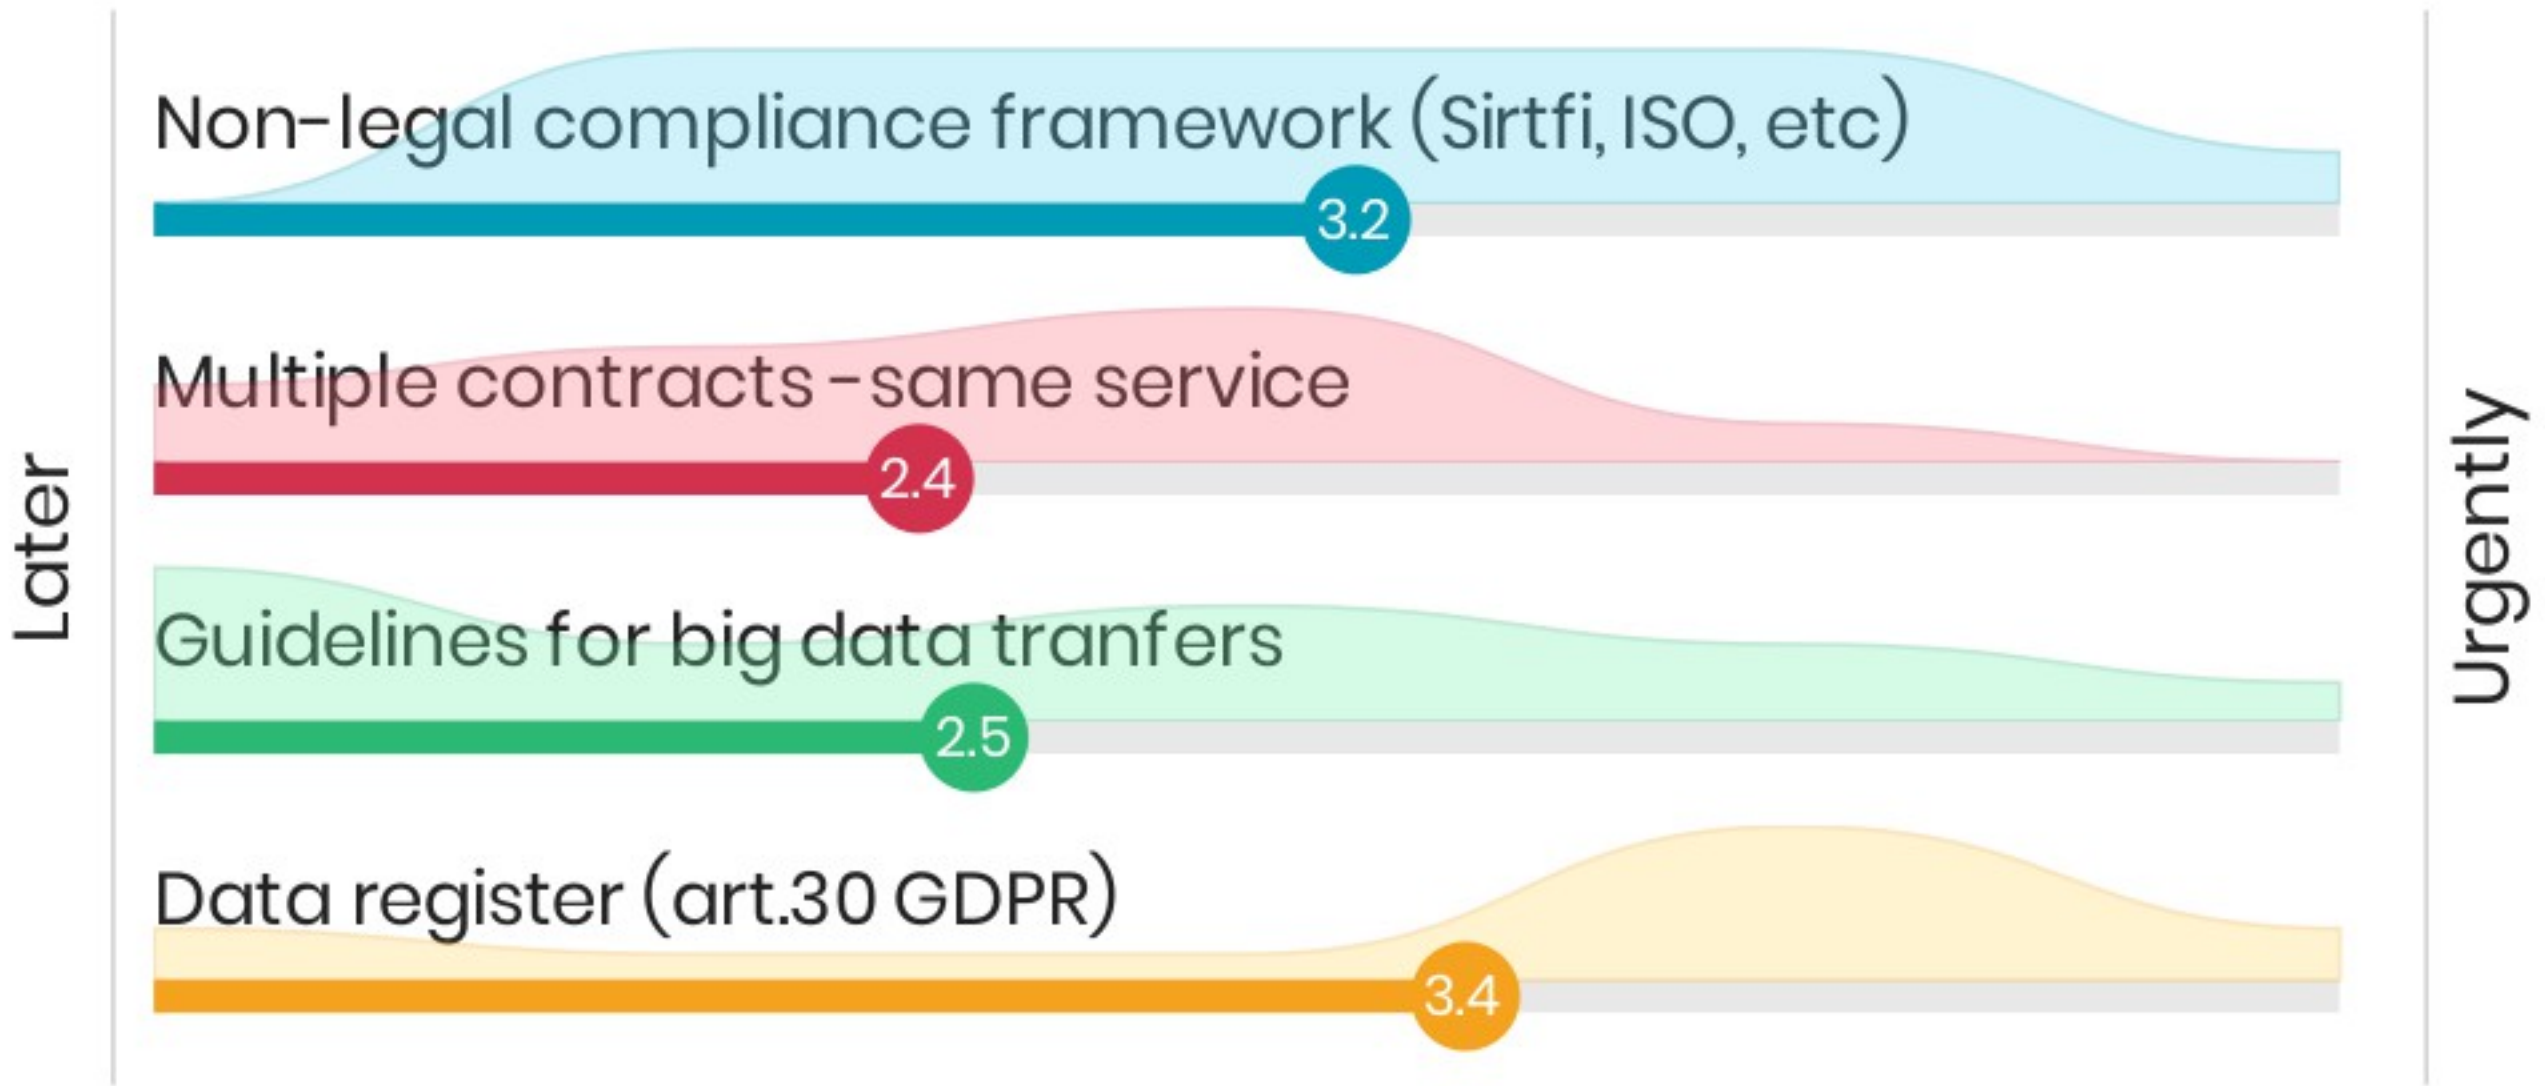 Non-legal compliance framework (Sirtfi, ISO, etc)
3.2
Multiple contracts - same service
2.4
Later
Urgently
Guidelines for big data tranfers
2.5
Data register (art.30 GDPR)
3.4